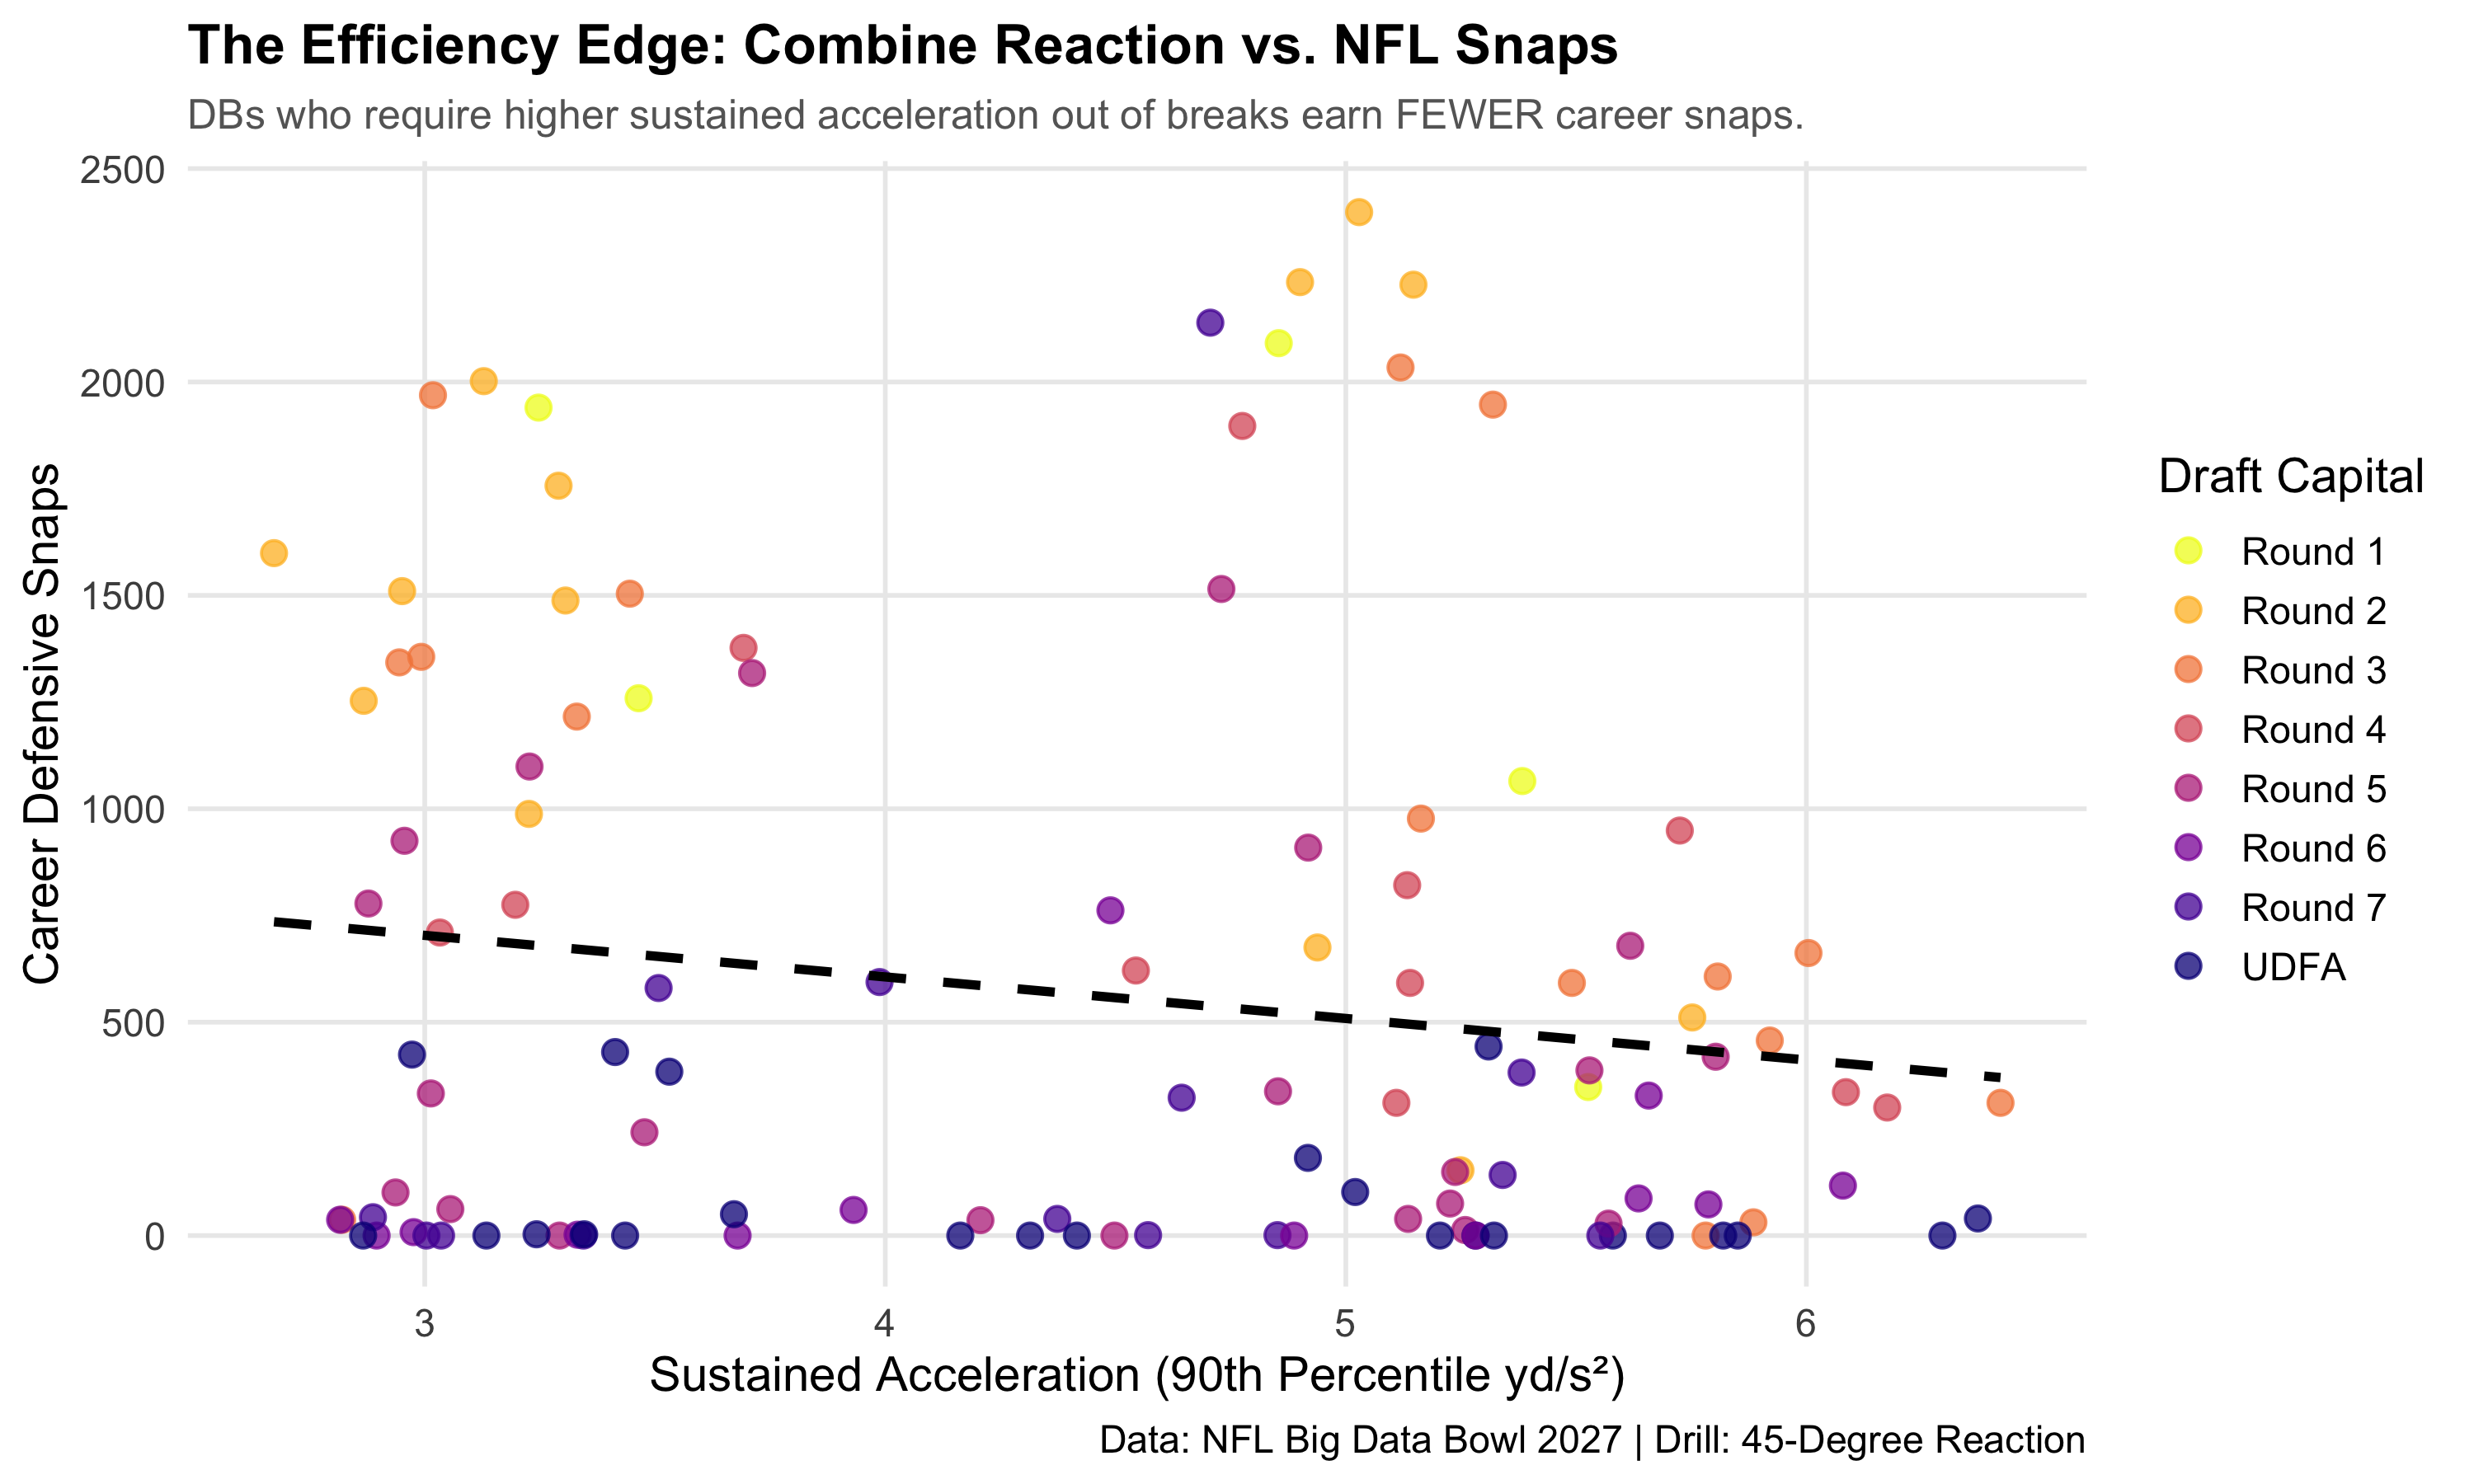 The Efficiency Edge: Combine Reaction vs. NFL Snaps
DBs who require higher sustained acceleration out of breaks earn FEWER career snaps.
Career Defensive Snaps
2500
2000
1500
1000
500
0
3 4 5 6
Sustained Acceleration (90th Percentile yd/s²)
Draft Capital
Round 1
Round 2
Round 3
Round 4
Round 5
Round 6
Round 7
UDFA
Data: NFL Big Data Bowl 2027 | Drill: 45-Degree Reaction